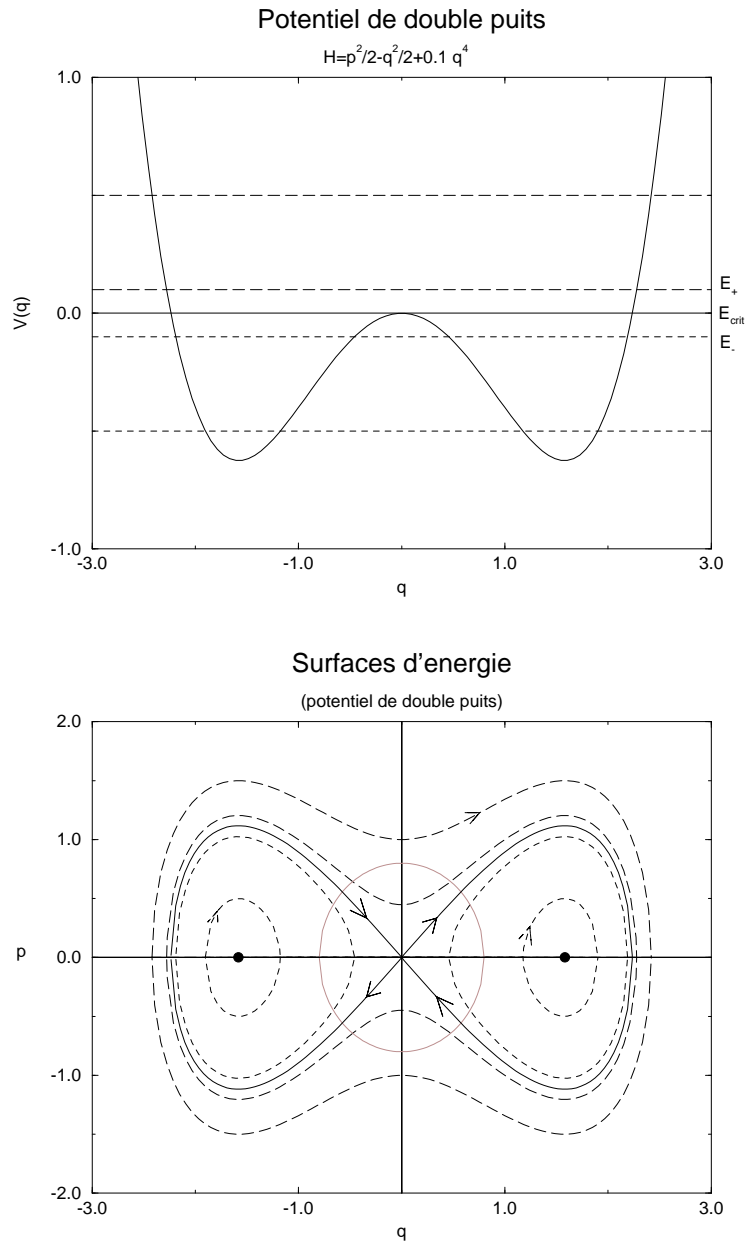 Potentiel de double puits
H=p²/2-q²/2+0.1 q⁴
1.0
0.0
-1.0
V(q)
E₊
E_crit
E₋
-3.0 -1.0 1.0 3.0
q
Surfaces d'energie
(potentiel de double puits)
2.0
1.0
p 0.0
-1.0
-2.0
-3.0 -1.0 1.0 3.0
q